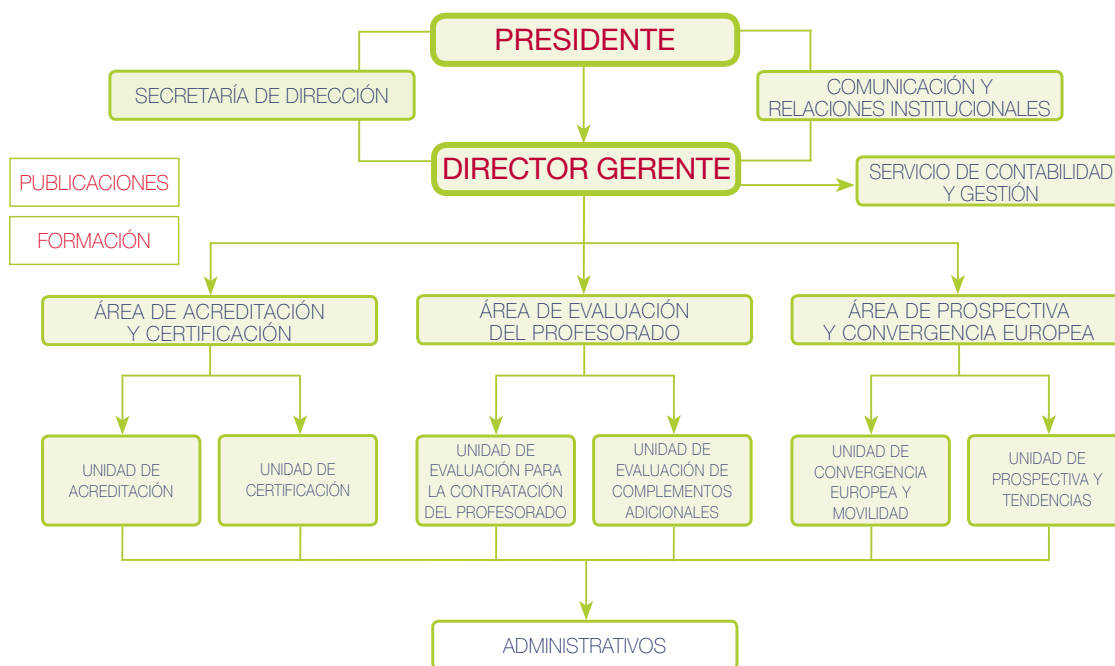 PRESIDENTE
SECRETARÍA DE DIRECCIÓN
COMUNICACIÓN Y
RELACIONES INSTITUCIONALES
DIRECTOR GERENTE
SERVICIO DE CONTABILIDAD
Y GESTIÓN
PUBLICACIONES
FORMACIÓN
ÁREA DE ACREDITACIÓN
Y CERTIFICACIÓN
ÁREA DE EVALUACIÓN
DEL PROFESORADO
ÁREA DE PROSPECTIVA
Y CONVERGENCIA EUROPEA
UNIDAD DE
ACREDITACIÓN
UNIDAD DE
CERTIFICACIÓN
UNIDAD DE
EVALUACIÓN PARA
LA CONTRATACIÓN
DEL PROFESORADO
UNIDAD DE
EVALUACIÓN DE
COMPLEMENTOS
ADICIONALES
UNIDAD DE
CONVERGENCIA
EUROPEA Y
MOVILIDAD
UNIDAD DE
PROSPECTIVA Y
TENDENCIAS
ADMINISTRATIVOS